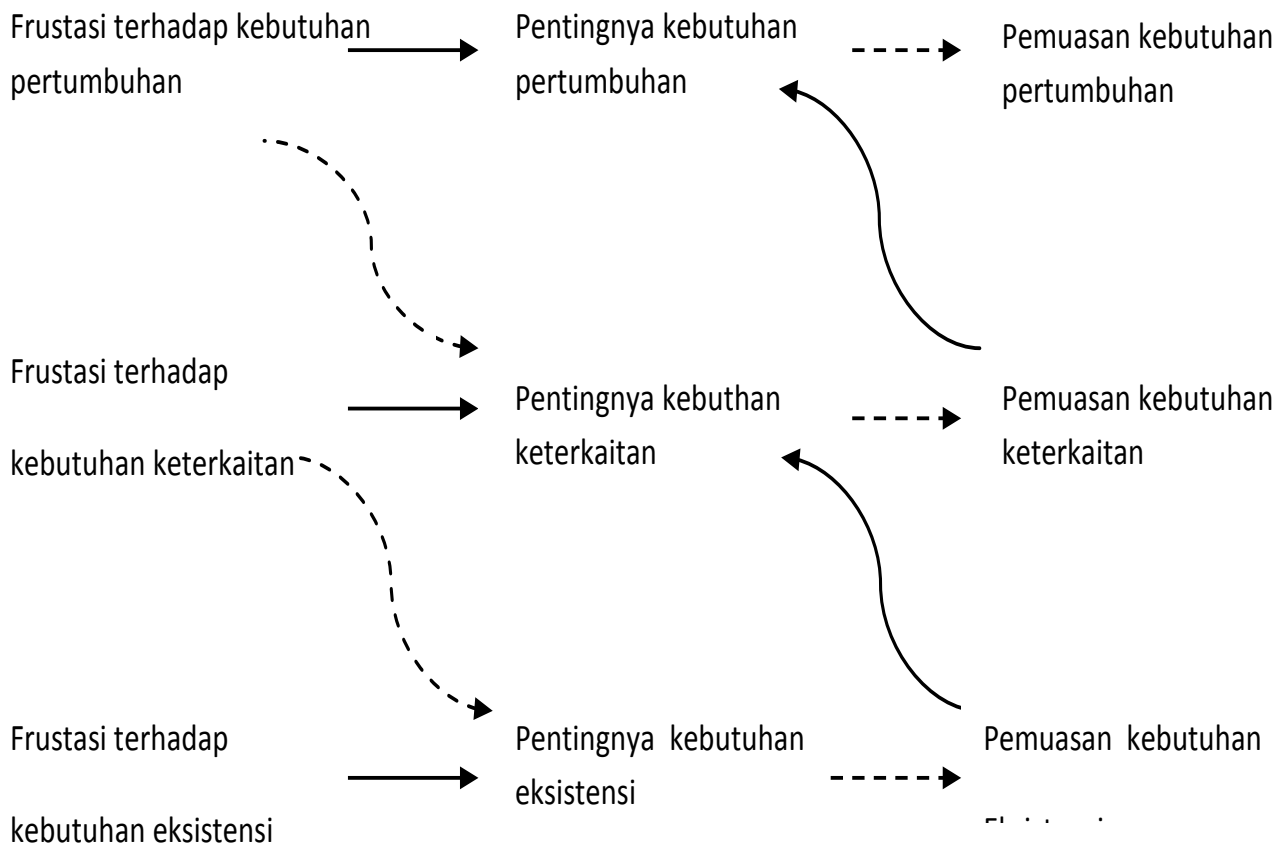 Frustasi terhadap kebutuhan
pertumbuhan
Pentingnya kebutuhan
pertumbuhan
Pemuasan kebutuhan
pertumbuhan
Frustasi terhadap
kebutuhan keterkaitan
Pentingnya kebuthan
keterkaitan
Pemuasan kebutuhan
keterkaitan
Frustasi terhadap
kebutuhan eksistensi
Pentingnya kebutuhan
eksistensi
Pemuasan kebutuhan